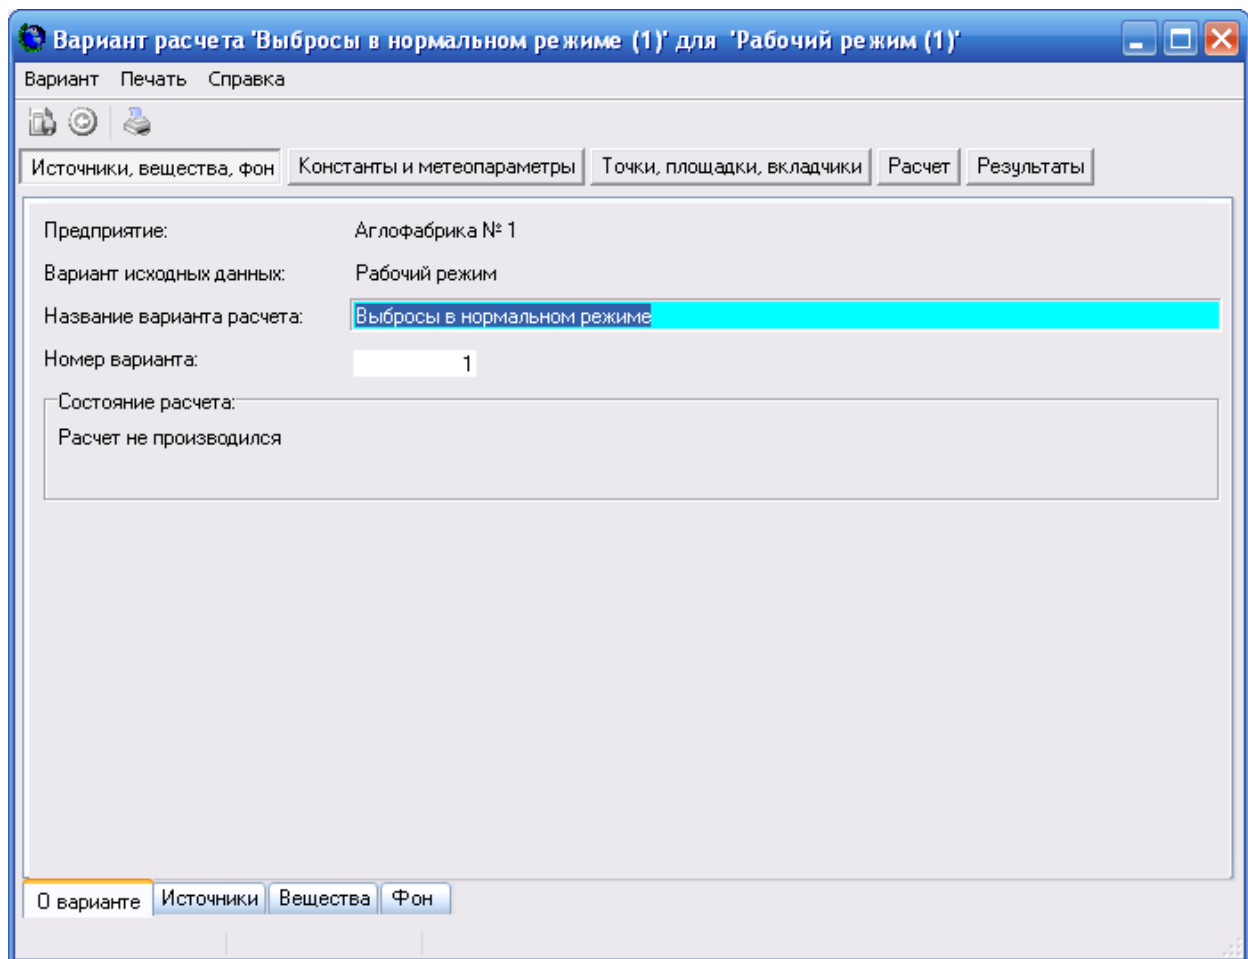 Вариант расчета 'Выбросы в нормальном режиме (1)' для 'Рабочий режим (1)'
Вариант Печать Справка
Источники, вещества, фон Константы и метеопараметры Точки, площадки, вкладчики Расчет Результаты
Предприятие: Аглофабрика № 1
Вариант исходных данных: Рабочий режим
Название варианта расчета: Выбросы в нормальном режиме
Номер варианта: 1
Состояние расчета:
Расчет не производился
О варианте Источники Вещества Фон